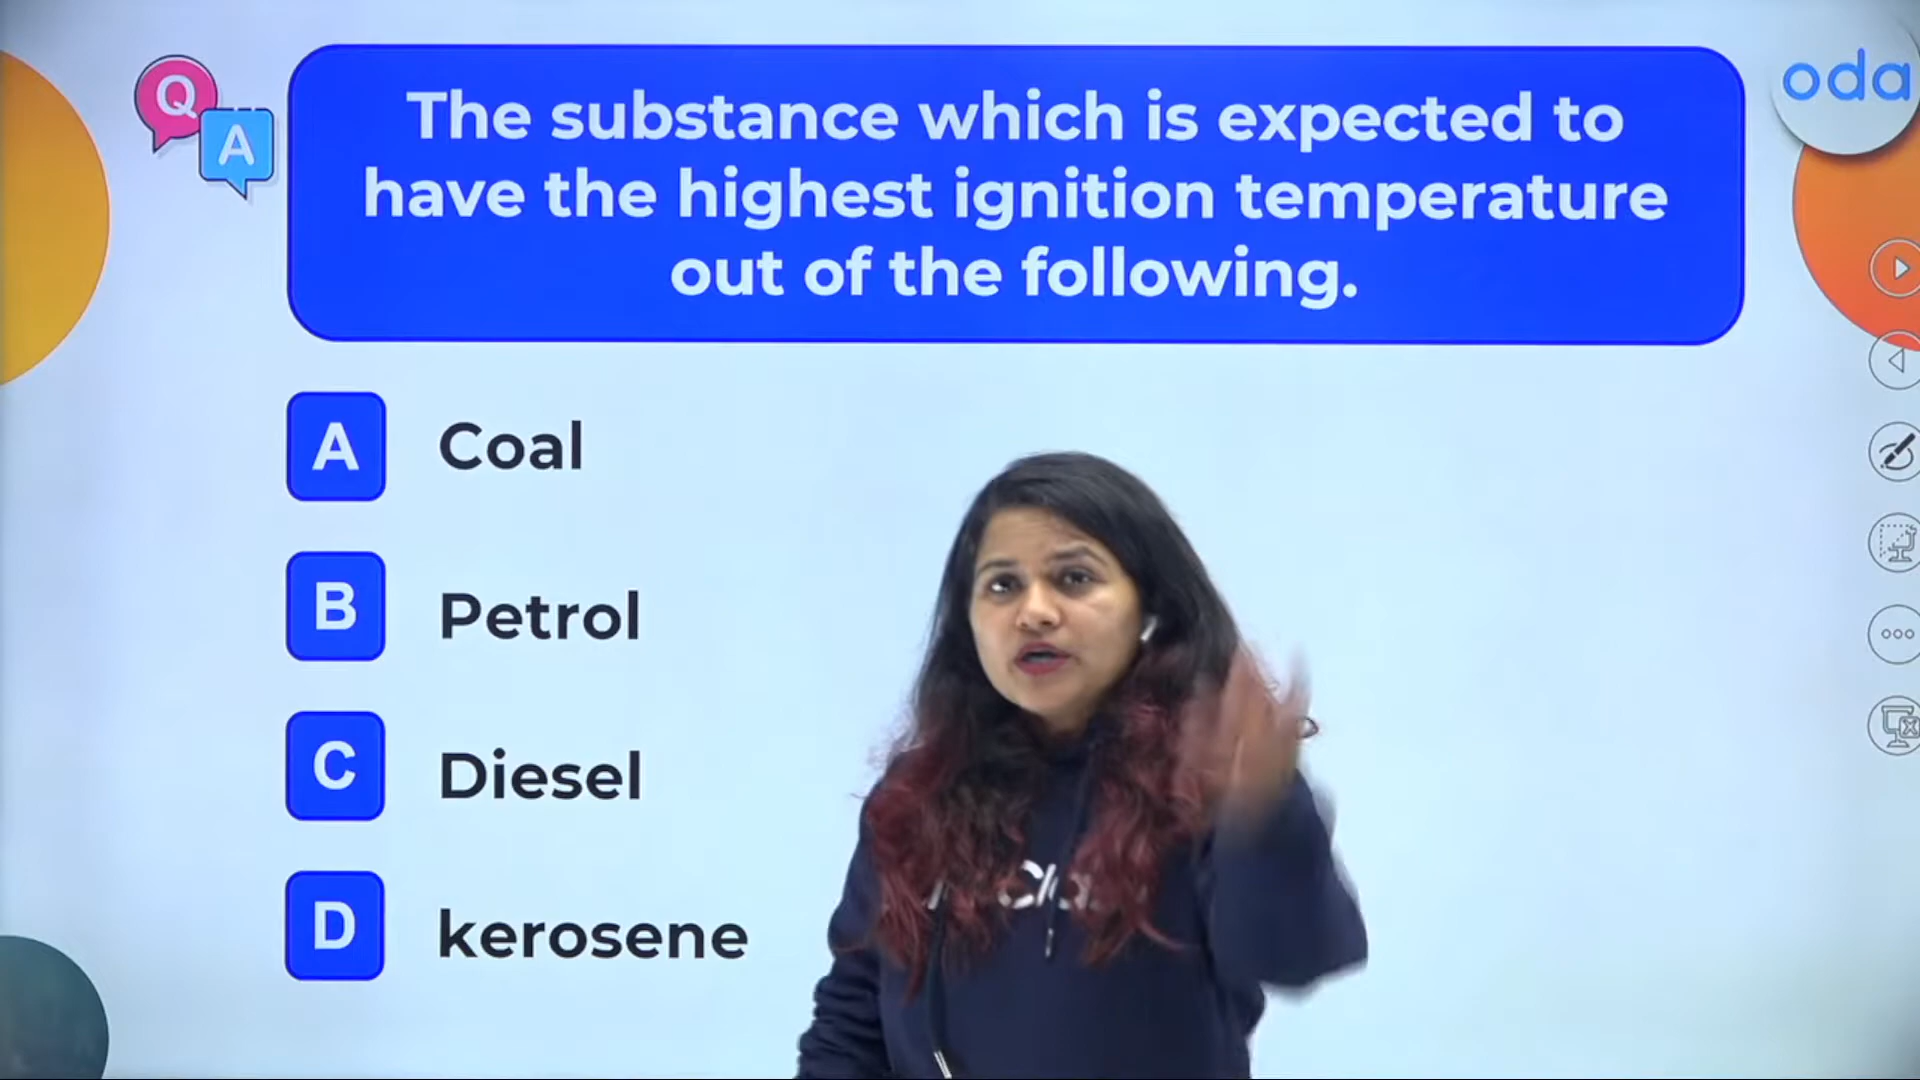 Q
A
oda
The substance which is expected to
have the highest ignition temperature
out of the following.
A Coal
B Petrol
C Diesel
D kerosene